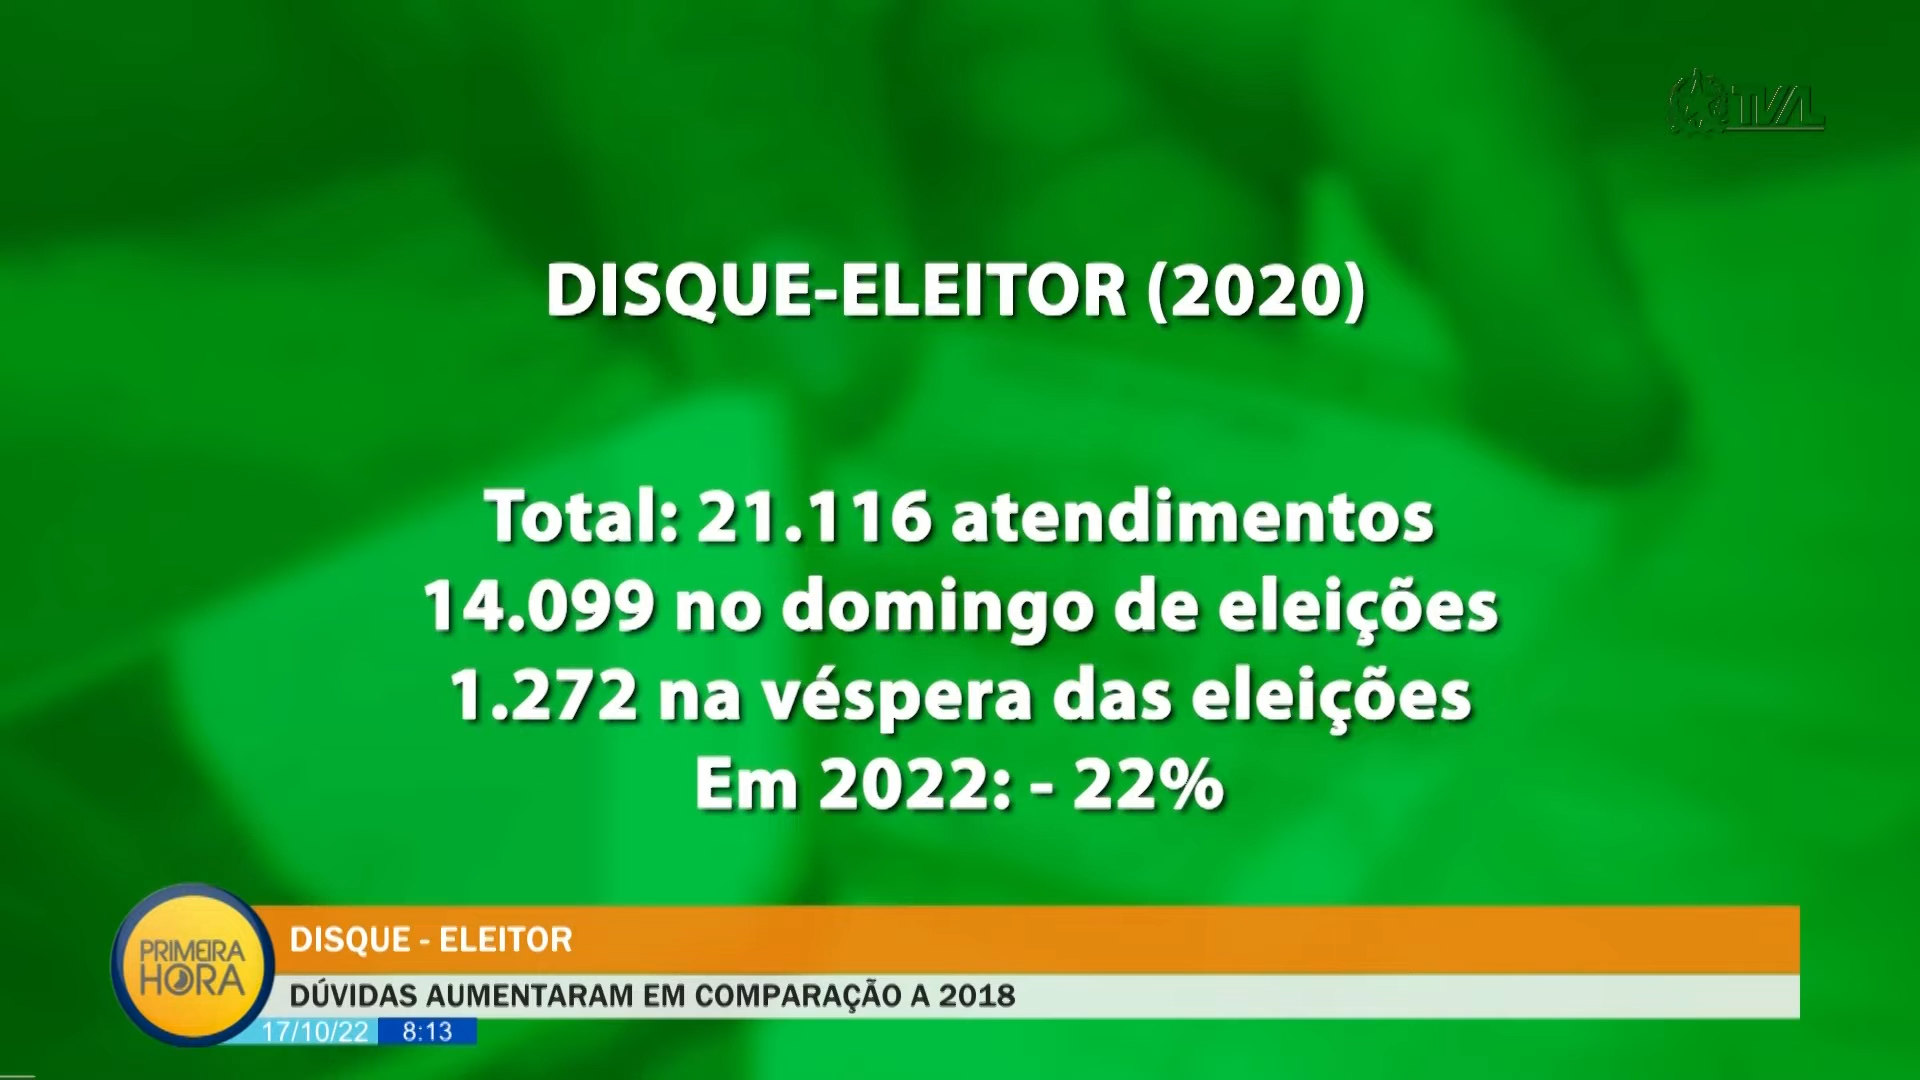 TVAL
DISQUE-ELEITOR (2020)
Total: 21.116 atendimentos
14.099 no domingo de eleições
1.272 na véspera das eleições
Em 2022: - 22%
DISQUE - ELEITOR
PRIMEIRA
HORA
DÚVIDAS AUMENTARAM EM COMPARAÇÃO A 2018
17/10/22 8:13